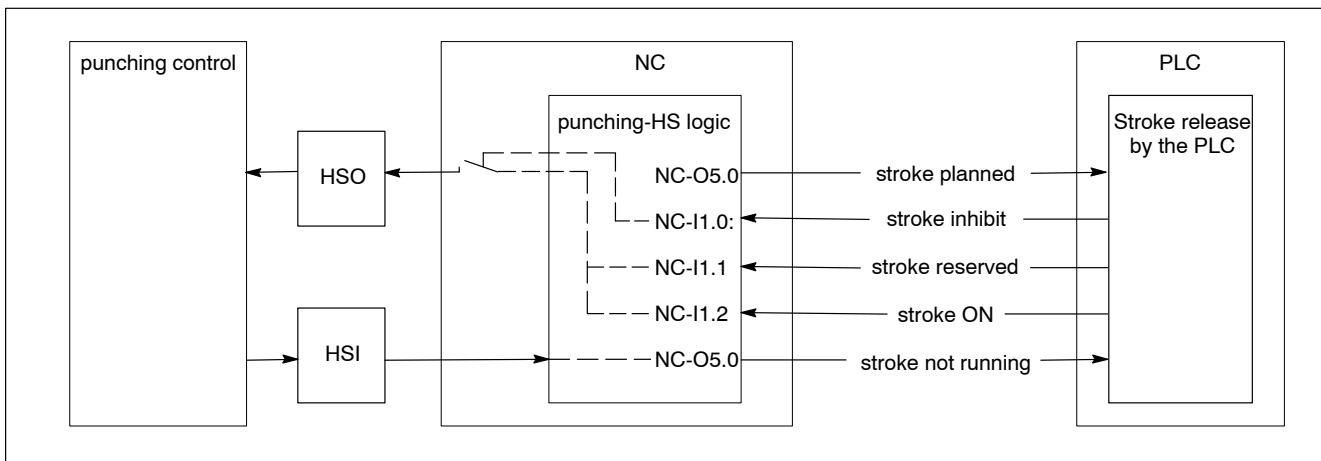 punching control
NC
PLC
punching-HS logic
Stroke release
by the PLC
HSO
NC-O5.0
stroke planned
NC-I1.0:
stroke inhibit
NC-I1.1
stroke reserved
NC-I1.2
stroke ON
HSI
NC-O5.0
stroke not running